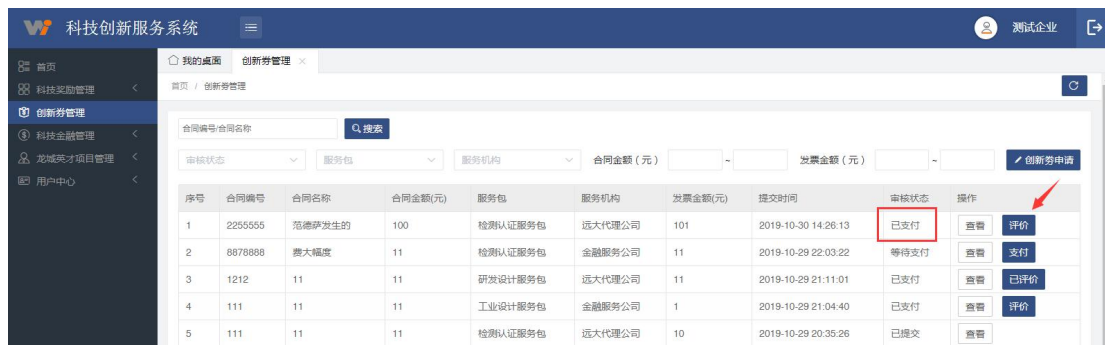 科技创新服务系统 测试企业
首页
科技奖励管理
创新券管理
科技金融管理
龙城英才项目管理
用户中心
我的桌面 创新券管理 ×
首页 / 创新券管理
合同编号/合同名称 搜索
审核状态 服务包 服务机构 合同金额（元） ~ 发票金额（元） ~ 创新券申请
序号 合同编号 合同名称 合同金额(元) 服务包 服务机构 发票金额(元) 提交时间 审核状态 操作
1 2255555 范德萨发生的 100 检测认证服务包 远大代理公司 101 2019-10-30 14:26:13 已支付 查看 评价
2 8878888 费大幅度 11 检测认证服务包 金融服务公司 11 2019-10-29 22:03:22 等待支付 查看 支付
3 1212 11 11 研发设计服务包 远大代理公司 11 2019-10-29 21:11:01 已支付 查看 已评价
4 111 11 11 工业设计服务包 金融服务公司 1 2019-10-29 21:04:40 已支付 查看 评价
5 111 11 11 检测认证服务包 远大代理公司 10 2019-10-29 20:35:26 已提交 查看